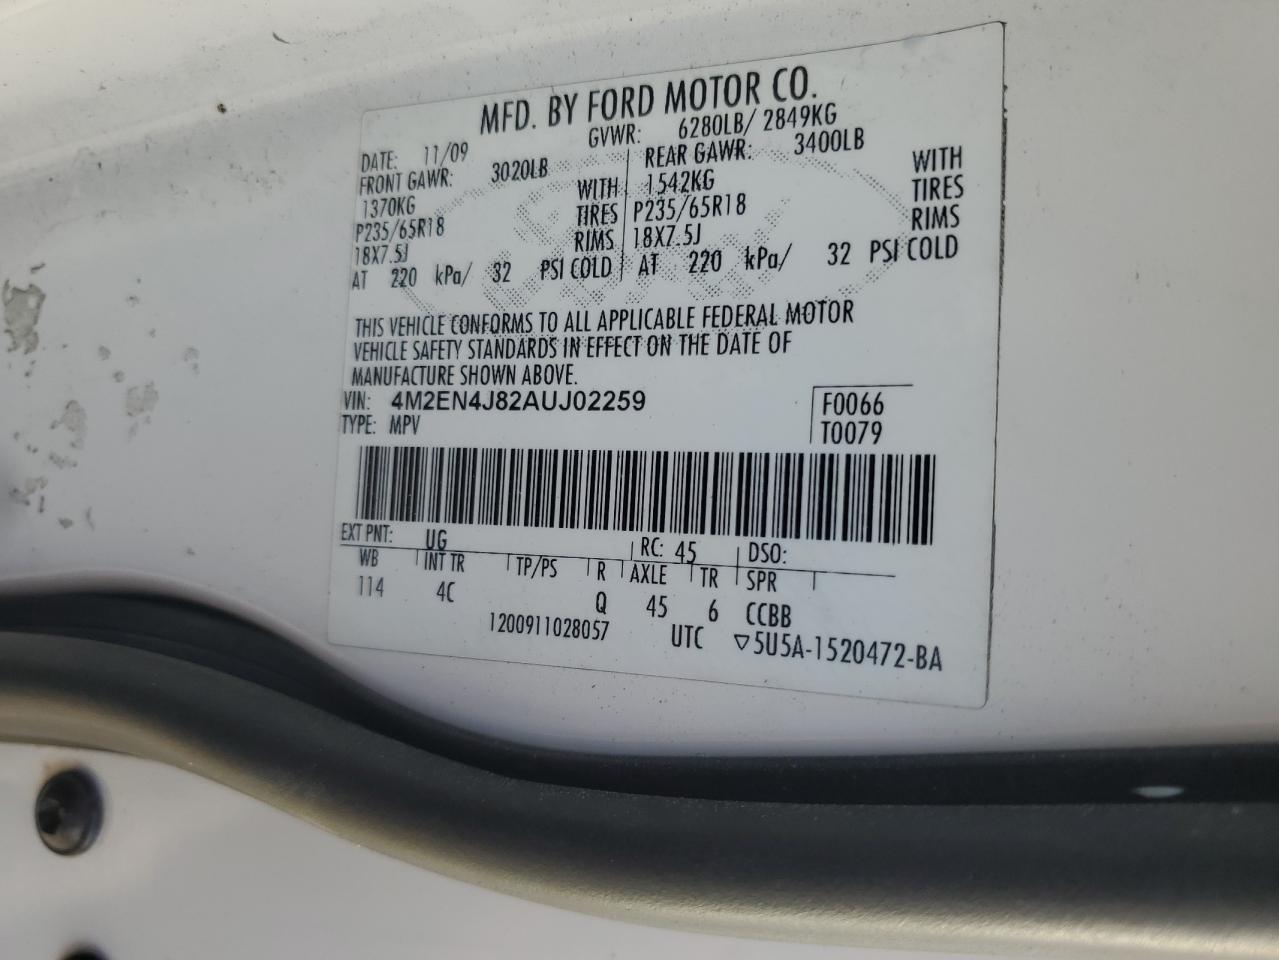 MFD. BY FORD MOTOR CO.
DATE: 11/09 GVWR: 6280LB/ 2849KG
FRONT GAWR: 3020LB REAR GAWR: 3400LB
1370KG WITH 1542KG WITH
P235/65R18 TIRES P235/65R18 TIRES
18X7.5J RIMS 18X7.5J RIMS
AT 220 kPa/ 32 PSI COLD AT 220 kPa/ 32 PSI COLD
THIS VEHICLE CONFORMS TO ALL APPLICABLE FEDERAL MOTOR
VEHICLE SAFETY STANDARDS IN EFFECT ON THE DATE OF
MANUFACTURE SHOWN ABOVE.
VIN: 4M2EN4J82AUJ02259 F0066
TYPE: MPV T0079
EXT PNT: UG RC: 45 DSO:
WB INT TR TP/PS R AXLE TR SPR
114 4C Q 45 6 CCBB
1200911028057 UTC ▽5U5A-1520472-BA